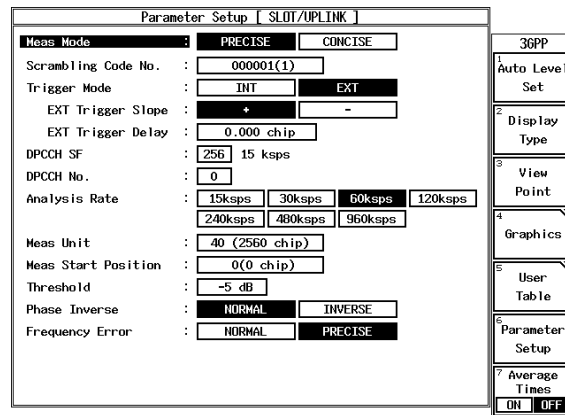 Parameter Setup [ SLOT/UPLINK ]
Meas Mode : PRECISE CONCISE
Scrambling Code No. : 000001(1)
Trigger Mode : INT EXT
EXT Trigger Slope : + -
EXT Trigger Delay : 0.000 chip
DPCCH SF : 256 15 ksps
DPCCH No. : 0
Analysis Rate : 15ksps 30ksps 60ksps 120ksps
240ksps 480ksps 960ksps
Meas Unit : 40 (2560 chip)
Meas Start Position : 0(0 chip)
Threshold : -5 dB
Phase Inverse : NORMAL INVERSE
Frequency Error : NORMAL PRECISE
36PP
1
Auto Level
Set
2
Display
Type
3
View
Point
4
Graphics
5
User
Table
6
Parameter
Setup
7
Average
Times
ON OFF